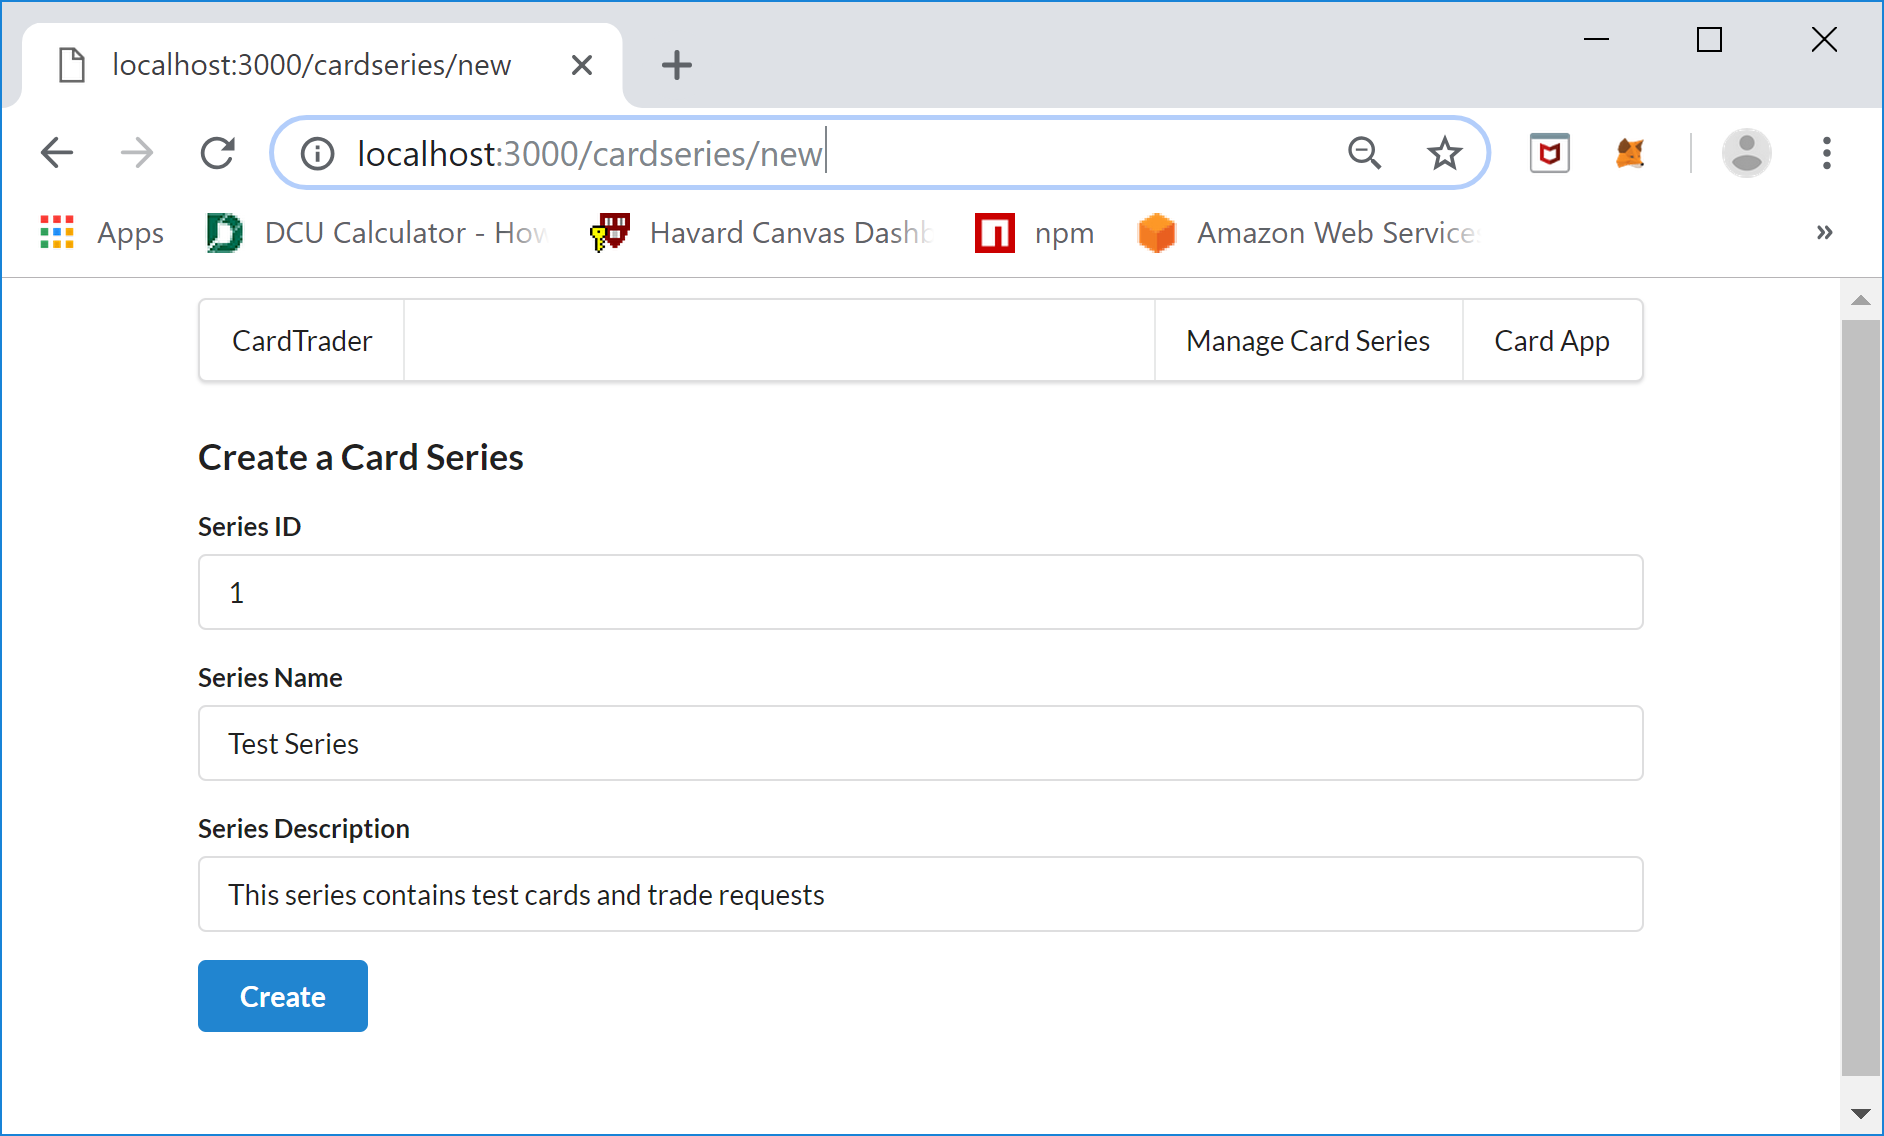 localhost:3000/cardseries/new
localhost:3000/cardseries/new
Apps DCU Calculator - How Havard Canvas Dashb npm Amazon Web Services
CardTrader Manage Card Series Card App
Create a Card Series
Series ID
1
Series Name
Test Series
Series Description
This series contains test cards and trade requests
Create